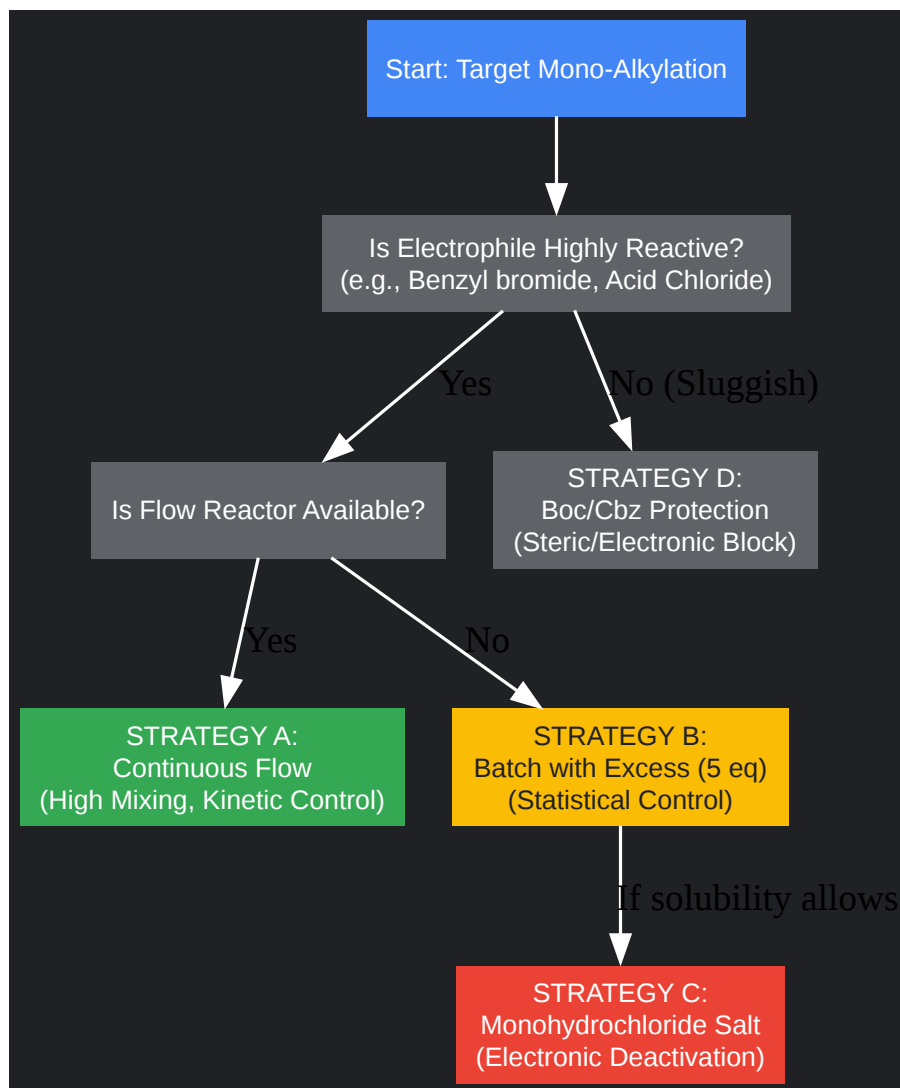 Start: Target Mono-Alkylation
Is Electrophile Highly Reactive?
(e.g., Benzyl bromide, Acid Chloride)
Yes
No (Sluggish)
Is Flow Reactor Available?
STRATEGY D:
Boc/Cbz Protection
(Steric/Electronic Block)
Yes
No
STRATEGY A:
Continuous Flow
(High Mixing, Kinetic Control)
STRATEGY B:
Batch with Excess (5 eq)
(Statistical Control)
If solubility allows
STRATEGY C:
Monohydrochloride Salt
(Electronic Deactivation)